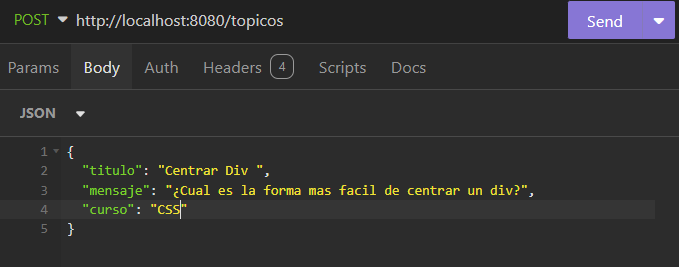 POST http://localhost:8080/topicos Send
Params Body Auth Headers 4 Scripts Docs
JSON
1 {
2 "titulo": "Centrar Div ",
3 "mensaje": "¿Cual es la forma mas facil de centrar un div?",
4 "curso": "CSS"
5 }